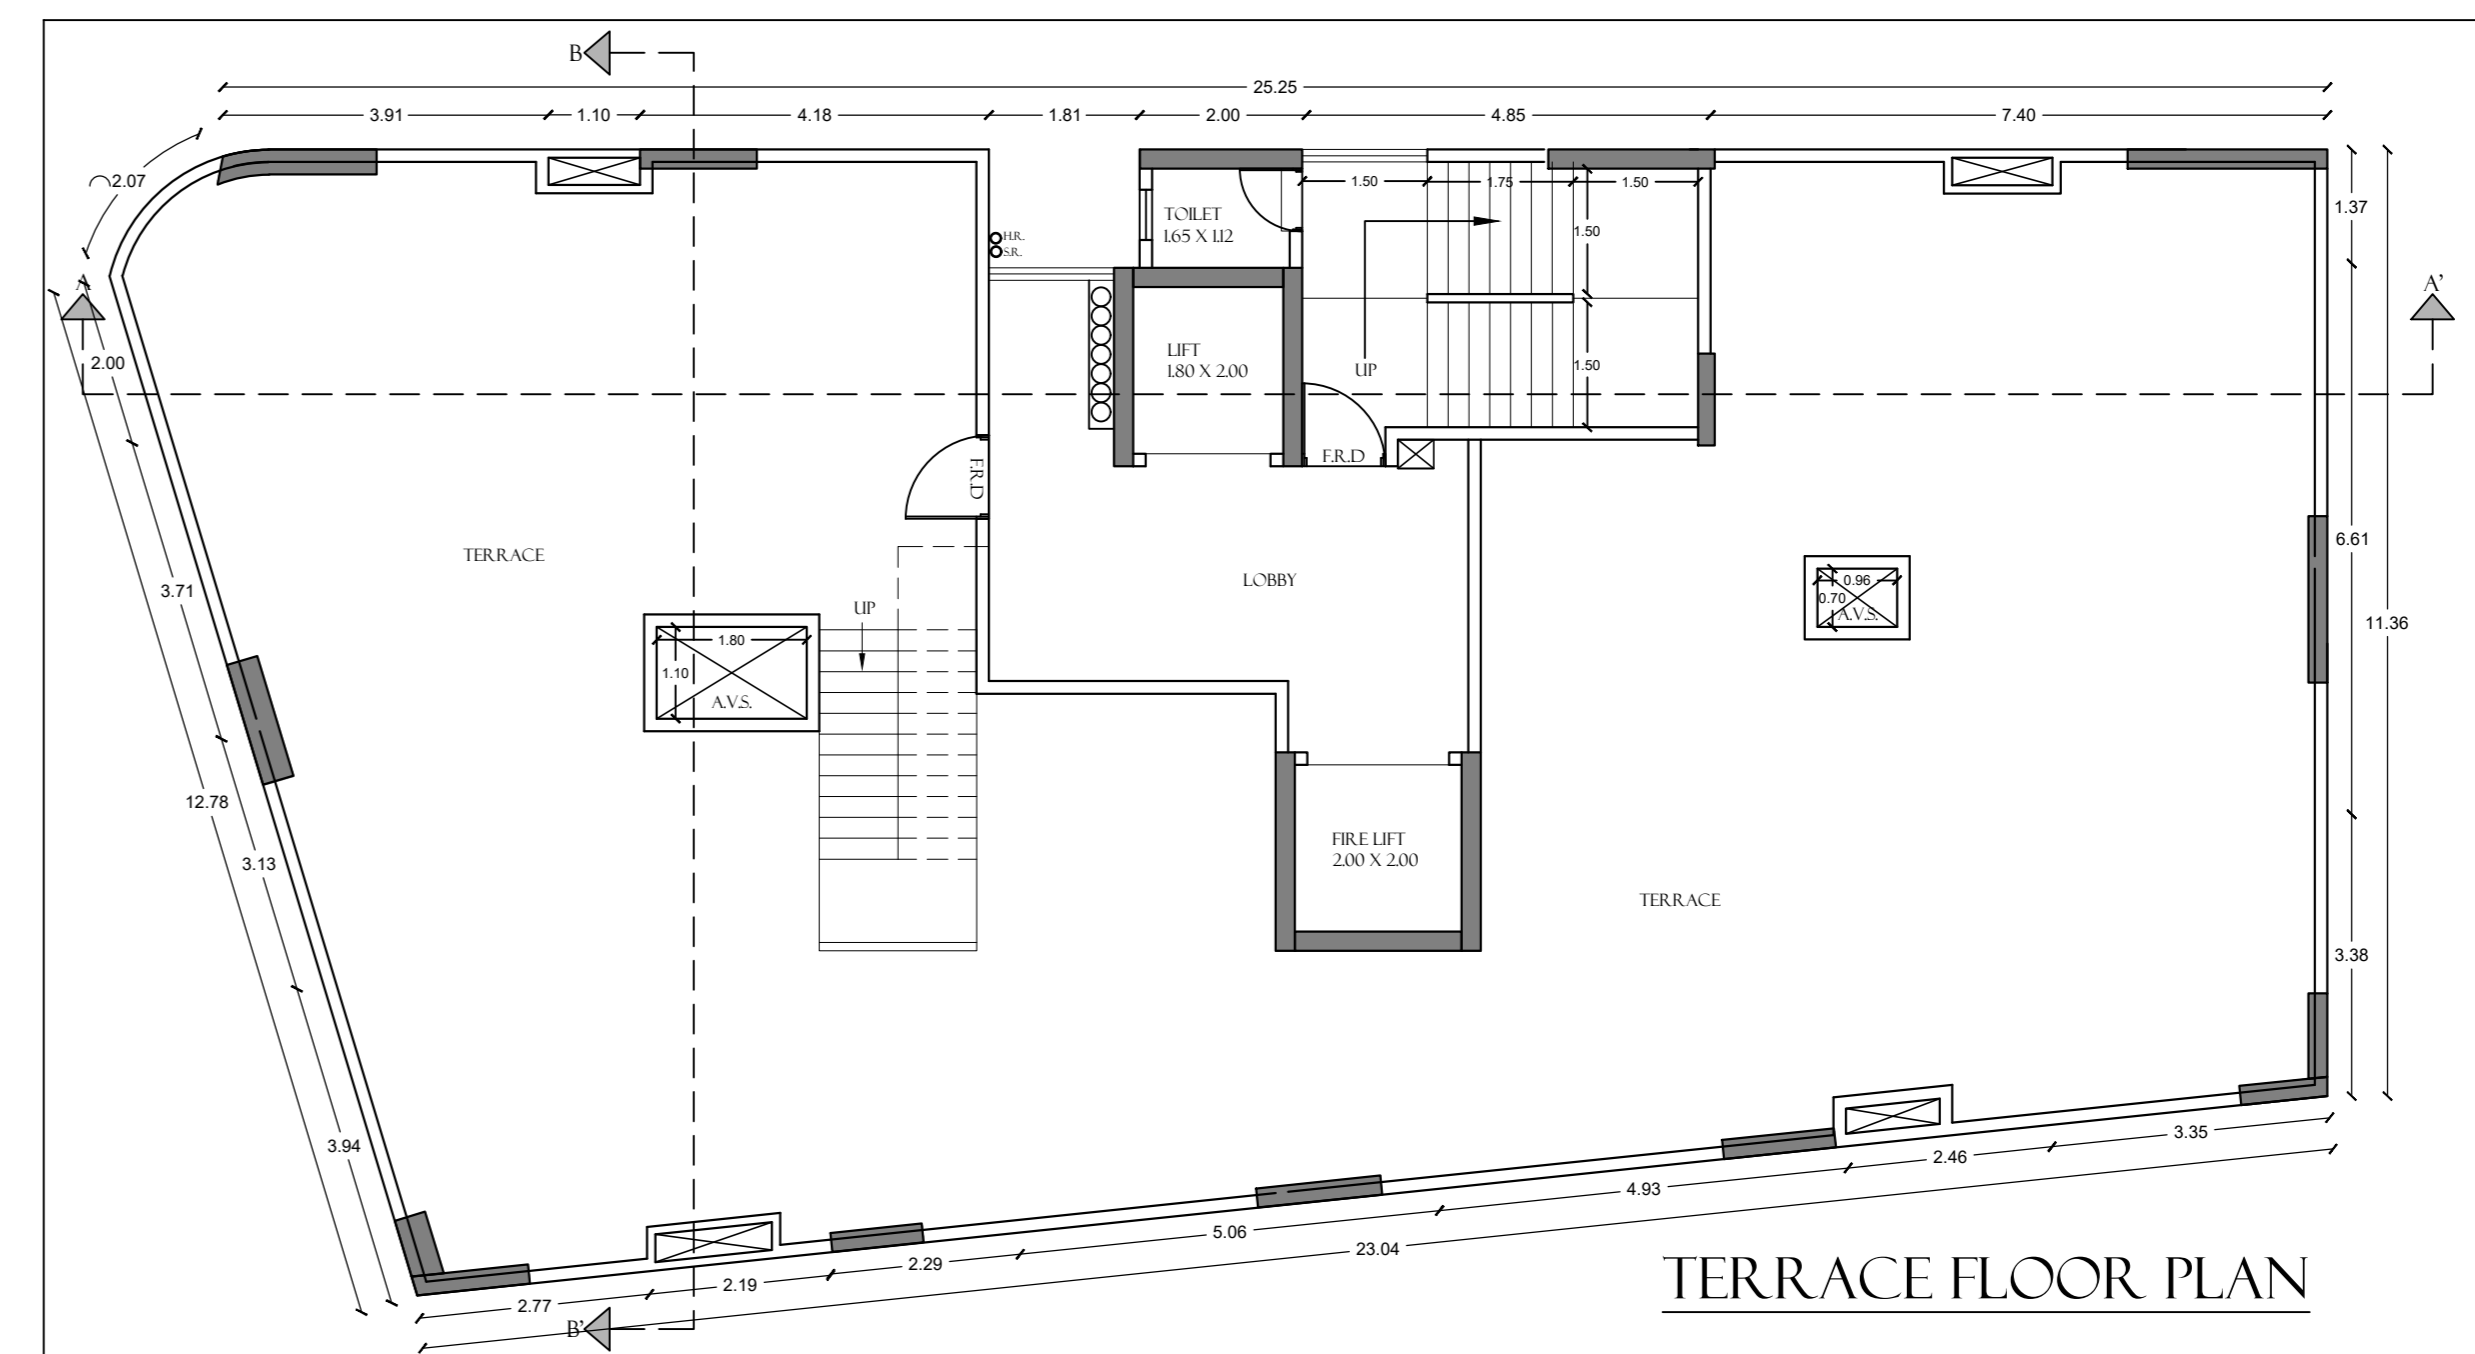 B
25.25
3.91
1.10
4.18
1.81
2.00
4.85
7.40
2.07
1.50
1.75
1.50
1.37
TOILET
1.65 X 1.12
H.R.
S.R.
1.50
A
A'
2.00
LIFT
1.80 X 2.00
UP
1.50
F.R.D
F.R.D
TERRACE
LOBBY
6.61
3.71
0.96
0.70
A.V.S.
UP
11.36
1.80
1.10
A.V.S.
12.78
3.13
FIRE LIFT
2.00 X 2.00
TERRACE
3.38
3.94
3.35
2.46
4.93
5.06
23.04
2.29
2.19
2.77
B'
TERRACE FLOOR PLAN